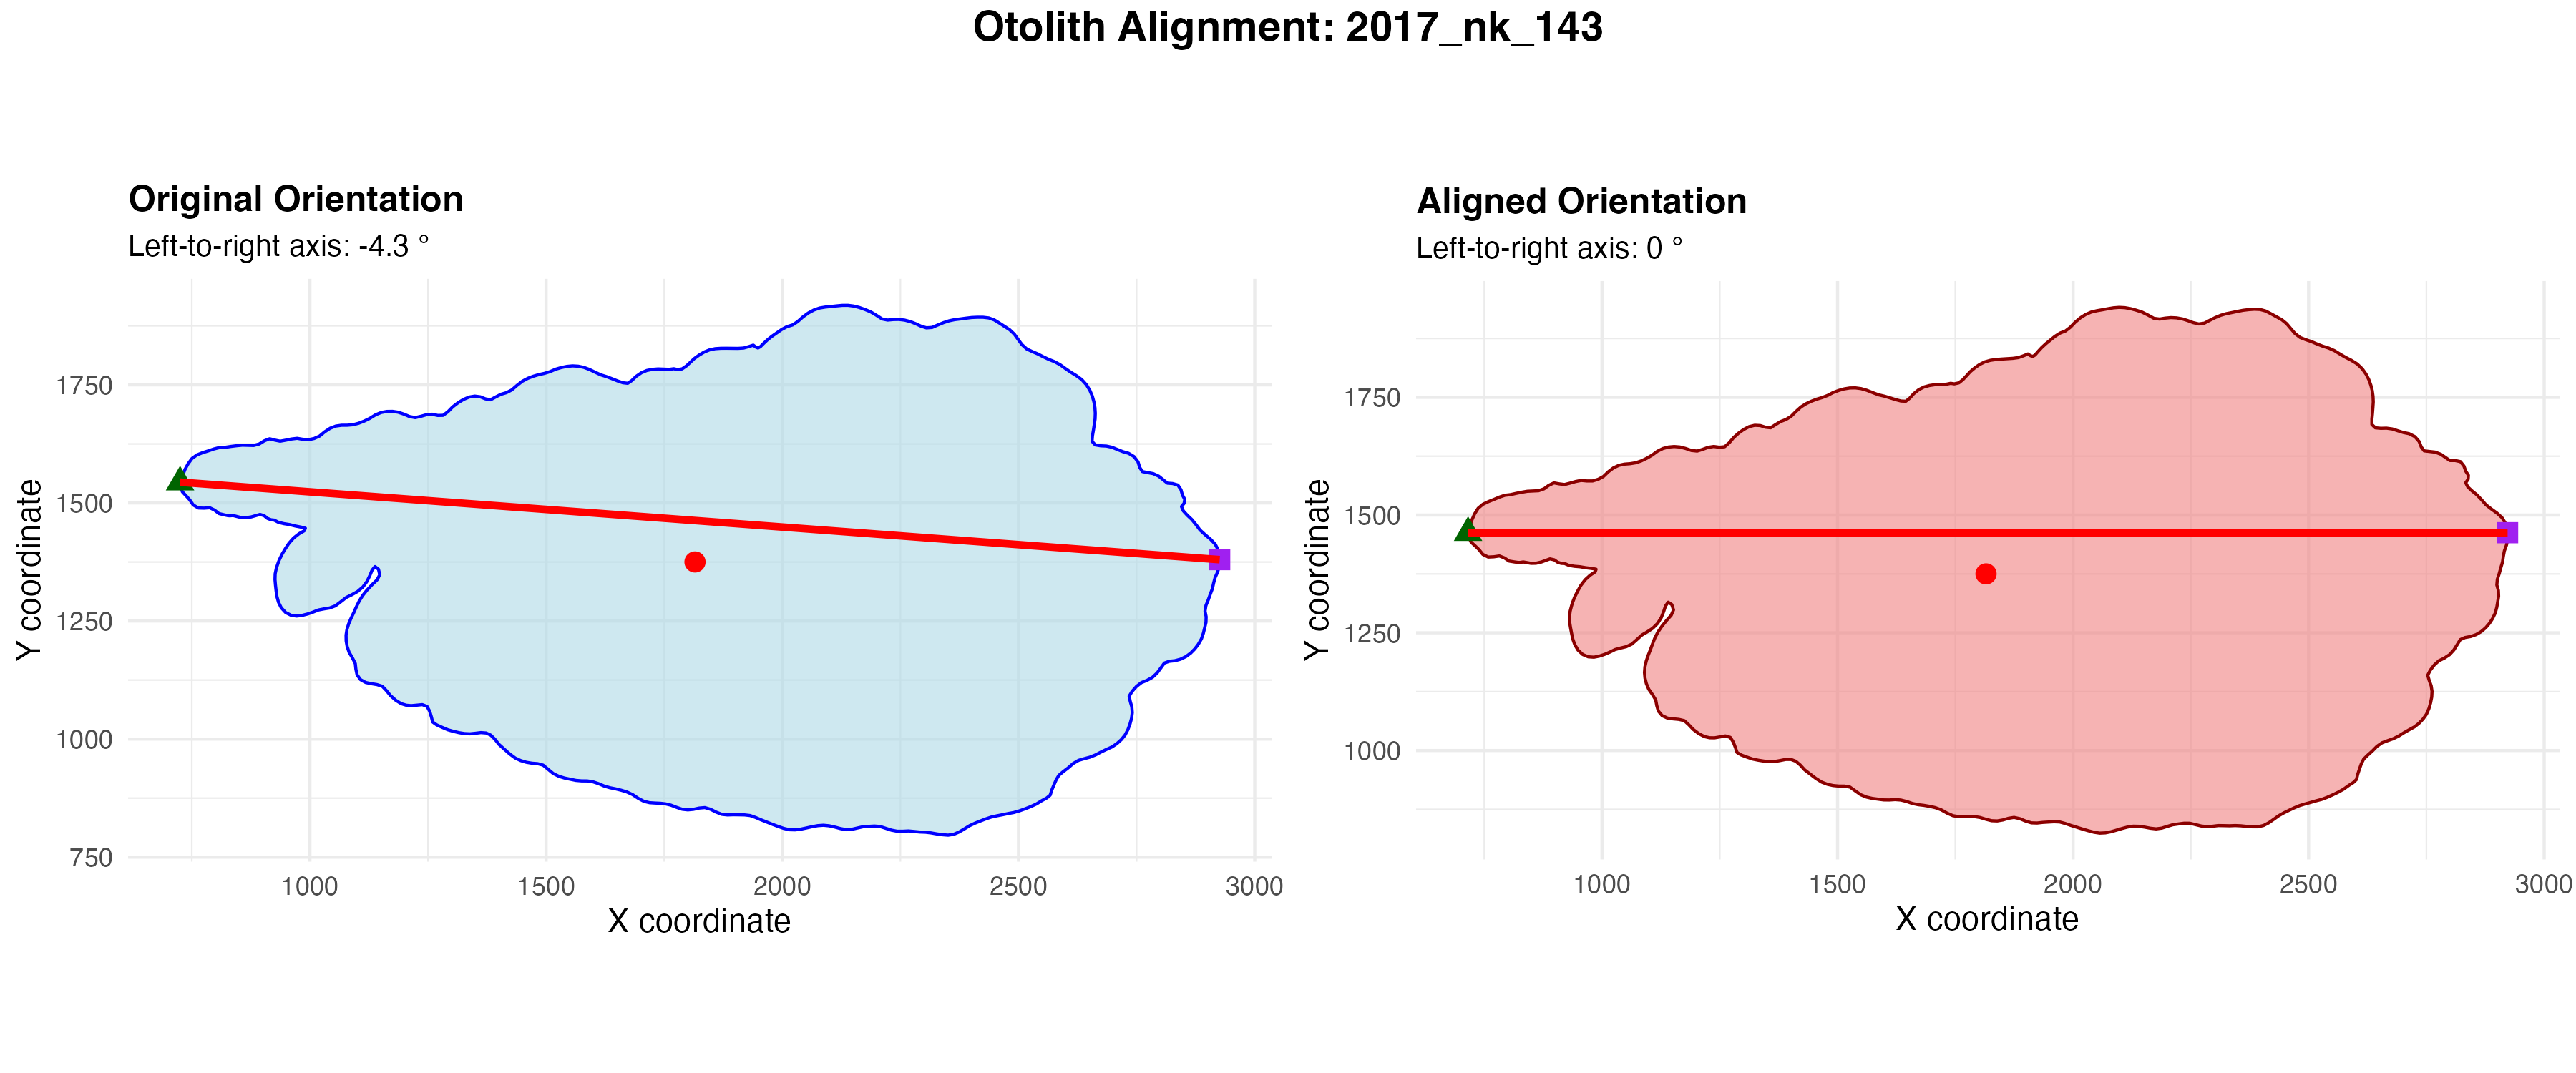 Otolith Alignment: 2017_nk_143
Original Orientation
Left-to-right axis: -4.3 °
Y coordinate
1750
1500
1250
1000
750
1000 1500 2000 2500 3000
X coordinate
Aligned Orientation
Left-to-right axis: 0 °
Y coordinate
1750
1500
1250
1000
1000 1500 2000 2500 3000
X coordinate